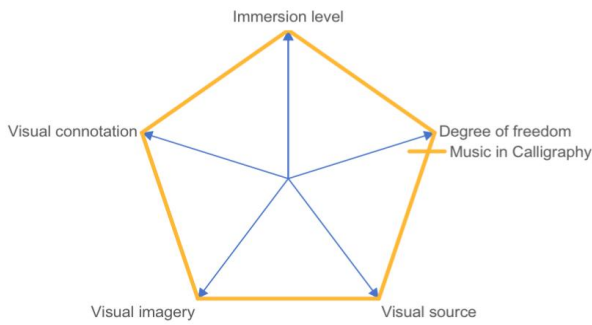 Immersion level
Visual connotation
Degree of freedom
Music in Calligraphy
Visual imagery
Visual source